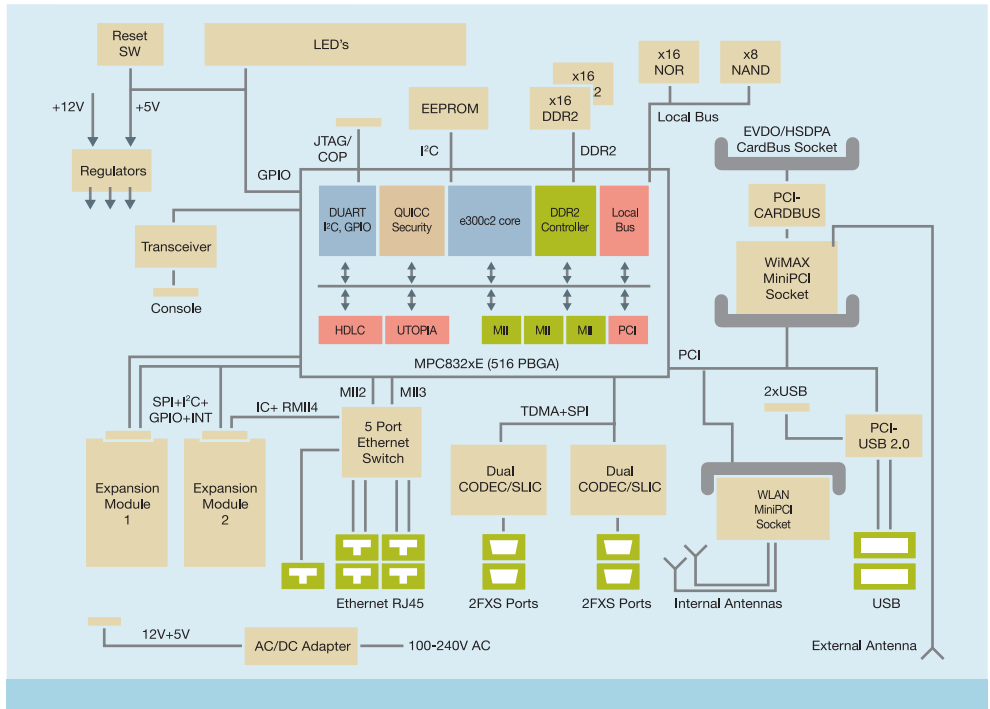 Reset
SW
LED's
x16
NOR
x8
NAND
x16
2
x16
DDR2
EEPROM
+12V
+5V
Local Bus
EVDO/HSDPA
CardBus Socket
JTAG/
COP
I²C
DDR2
Regulators
GPIO
PCI-
CARDBUS
DUART
I²C, GPIO
QUICC
Security
e300c2 core
DDR2
Controller
Local
Bus
Transceiver
WiMAX
MiniPCI
Socket
Console
HDLC
UTOPIA
MII
MII
MII
PCI
MPC832xE (516 PBGA)
PCI
SPI+I²C+
GPIO+INT
MII2
MII3
2xUSB
IC+ RMII4
TDMA+SPI
5 Port
Ethernet
Switch
PCI-
USB 2.0
Expansion
Module
1
Expansion
Module
2
Dual
CODEC/SLIC
Dual
CODEC/SLIC
WLAN
MiniPCI
Socket
Ethernet RJ45
2FXS Ports
2FXS Ports
Internal Antennas
USB
12V+5V
AC/DC Adapter
100-240V AC
External Antenna